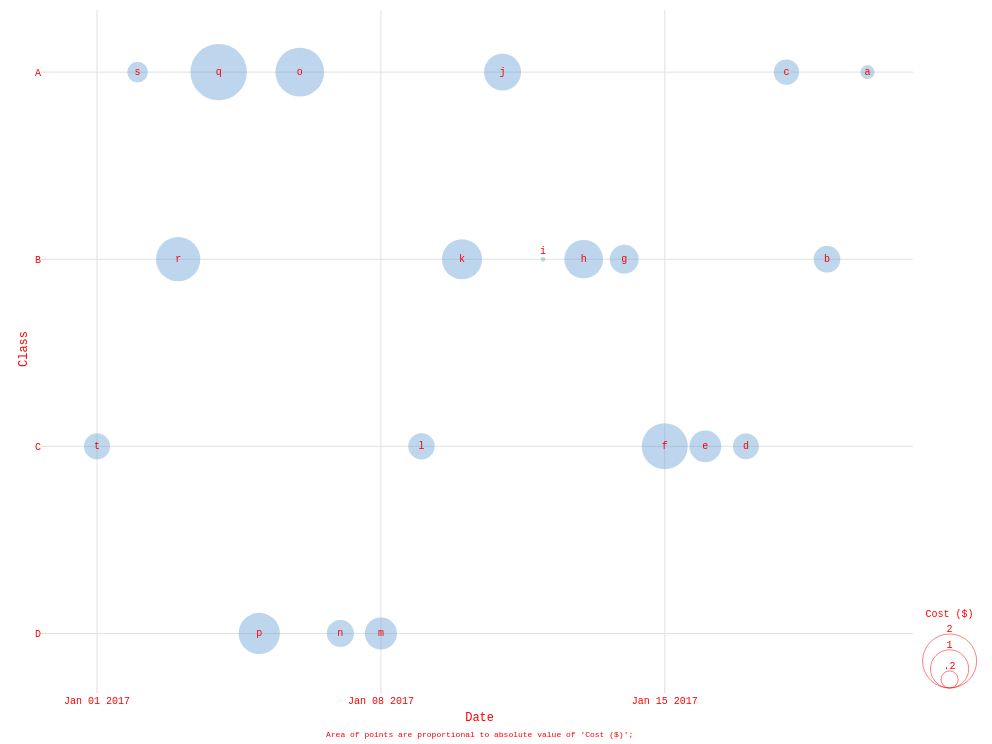 A
s
q
o
j
c
a
B
r
k
i
h
g
b
Class
C
t
l
f
e
d
D
p
n
m
Cost ($)
2
1
.2
Jan 01 2017 Jan 08 2017 Jan 15 2017
Date
Area of points are proportional to absolute value of 'Cost ($)';